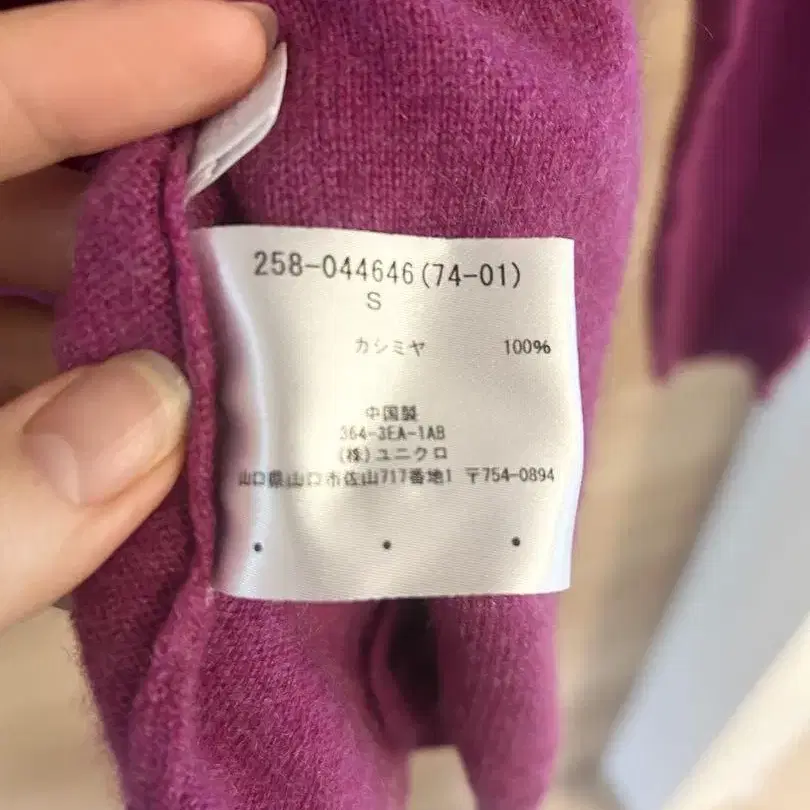 258-044646(74-01)
S
カシミヤ 100%
中国製
364-3EA-1AB
(株)ユニクロ
山口県山口市佐山717番地1 〒754-0894